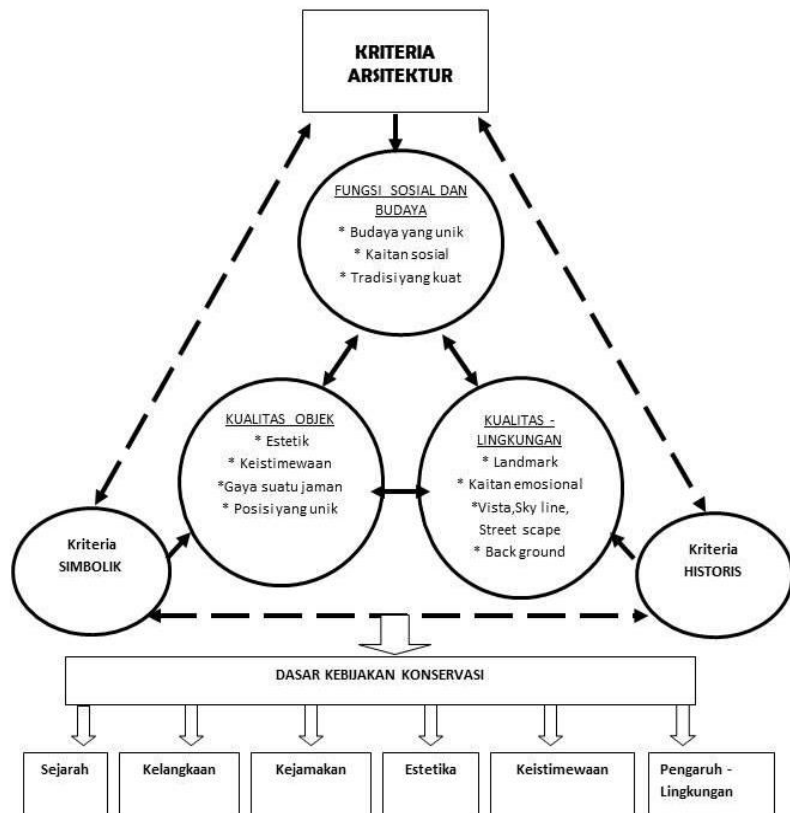 KRITERIA
ARSITEKTUR
FUNGSI SOSIAL DAN
BUDAYA
* Budaya yang unik
* Kaitan sosial
* Tradisi yang kuat
KUALITAS OBJEK
* Estetik
* Keistimewaan
*Gaya suatu jaman
* Posisi yang unik
KUALITAS -
LINGKUNGAN
* Landmark
* Kaitan emosional
*Vista,Sky line,
Street scape
* Back ground
Kriteria
SIMBOLIK
Kriteria
HISTORIS
DASAR KEBIJAKAN KONSERVASI
Sejarah
Kelangkaan
Kejamakan
Estetika
Keistimewaan
Pengaruh -
Lingkungan